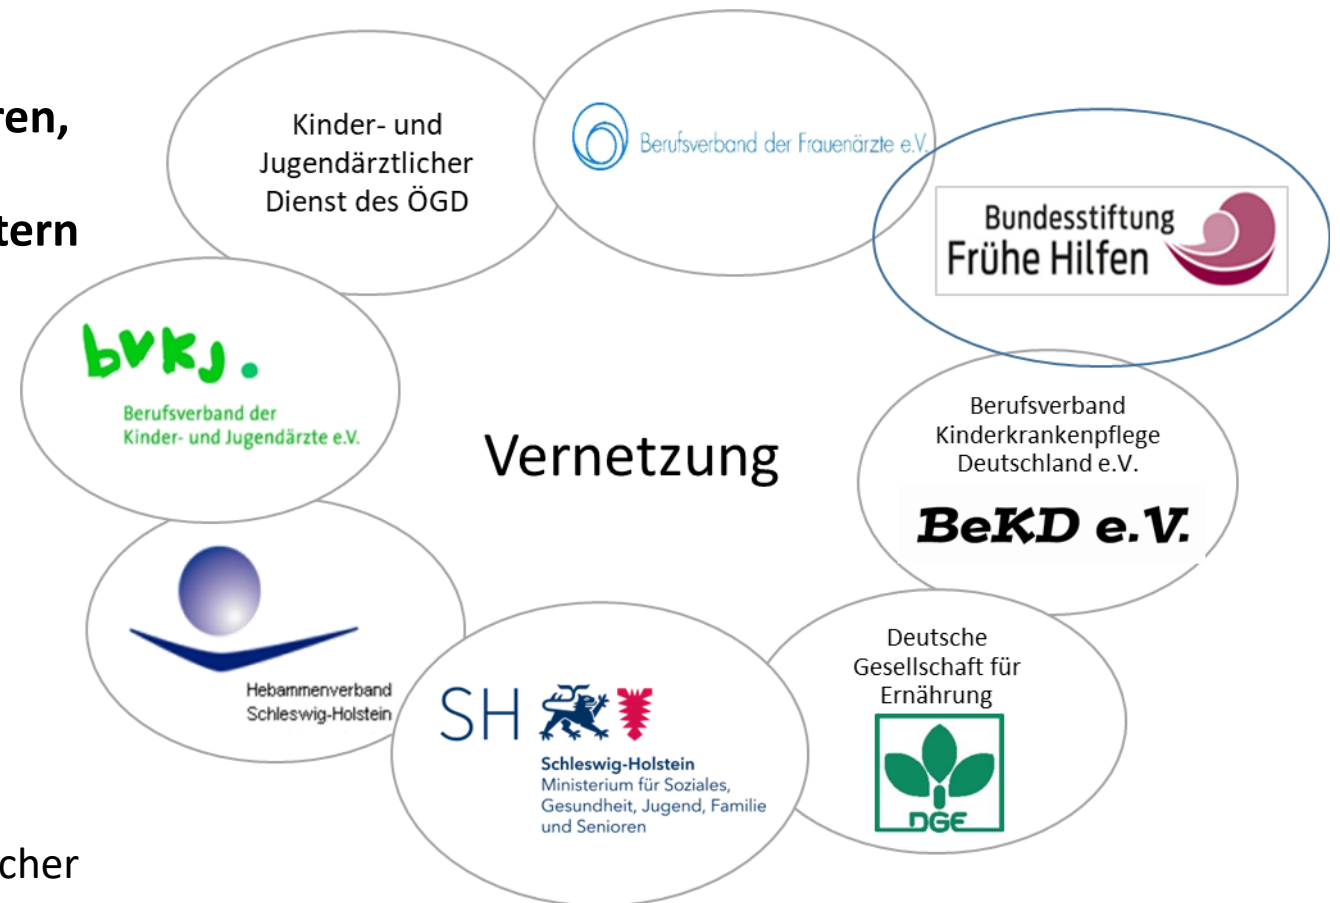 ren,
tern
Kinder- und
Jugendärztlicher
Dienst des ÖGD
Berufsverband der Frauenärzte e.V.
Bundesstiftung
Frühe Hilfen
bvkj.
Berufsverband der
Kinder- und Jugendärzte e.V.
Vernetzung
Berufsverband
Kinderkrankenpflege
Deutschland e.V.
BeKD e.V.
Hebammenverband
Schleswig-Holstein
SH
Schleswig-Holstein
Ministerium für Soziales,
Gesundheit, Jugend, Familie
und Senioren
Deutsche
Gesellschaft für
Ernährung
DGE
cher